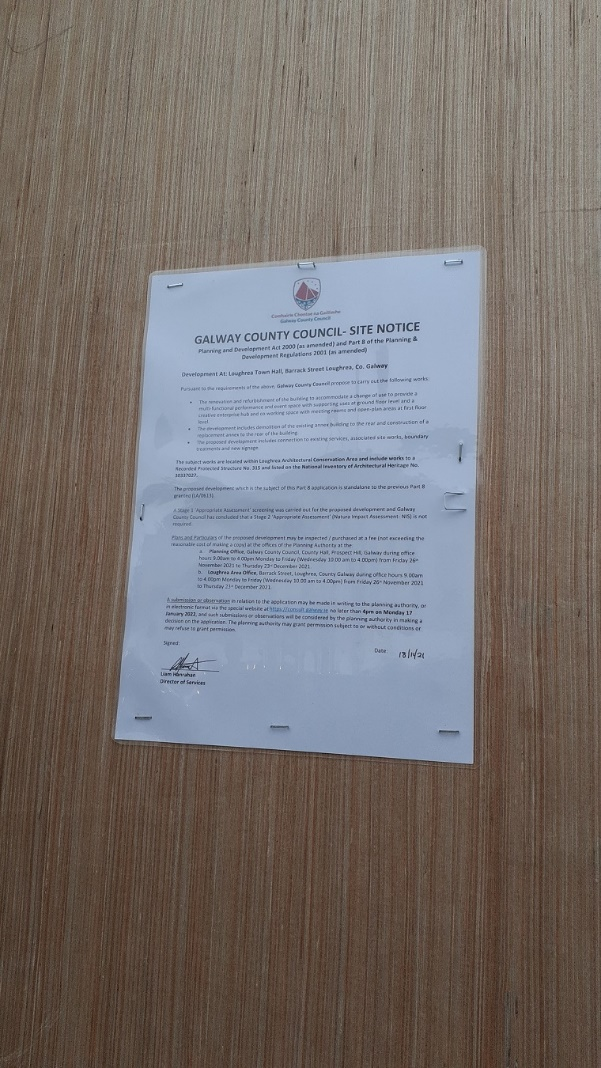 Comhairle Chontae na Gaillimhe
Galway County Council
GALWAY COUNTY COUNCIL- SITE NOTICE
Planning and Development Act 2000 (as amended) and Part 8 of the Planning &
Development Regulations 2001 (as amended)
Development At: Loughrea Town Hall, Barrack Street Loughrea, Co. Galway
Pursuant to the requirements of the above, Galway County Council propose to carry out the following works:
• The renovation and refurbishment of the building to accommodate a change of use to provide a
multi-functional performance and event space with supporting uses at ground floor level and a
creative enterprise hub and co-working space with meeting rooms and open-plan areas at first floor
level.
• The development includes demolition of the existing annex building to the rear and construction of a
replacement annex to the rear of the building.
• The proposed development includes connection to existing services, associated site works, boundary
treatments and new signage.
The subject works are located within Loughrea Architectural Conservation Area and include works to a
Recorded Protected Structure No. and listed on the National Inventory of Architectural Heritage No.
The proposed development which is the subject of this Part 8 application is standalone to the previous Part 8
granted
A Stage 1 'Appropriate Assessment' screening was carried out for the proposed development and Galway
County Council has concluded that a Stage 2 'Appropriate Assessment' (Natura Impact Assessment- NIS) is not
required.
Plans and Particulars of the proposed development may be inspected / purchased at a fee (not exceeding the
reasonable cost of making a copy) at the offices of the Planning Authority at the:
a. Planning Office, Galway County Council, County Hall, Prospect Hill, Galway during office
hours 9.00am to 4.00pm Monday to Friday (Wednesday 10.00 am to 4.00pm) from Friday 26th
November 2021 to Thursday December 2021.
b. Loughrea Area Office, Barrack Street, Loughrea, County Galway during office hours 9.00am
to 4.00pm Monday to Friday (Wednesday 10.00 am to 4.00pm) from Friday 26th November 2021
to Thursday December 2021.
A submission or observation in relation to the application may be made in writing to the planning authority, or
in electronic format via the special website at https://consult.galway.ie no later than 4pm on Monday 17
January 2022, and such submissions or observations will be considered by the planning authority in making a
decision on the application. The planning authority may grant permission subject to or without conditions or
may refuse to grant permission.
Signed:
Date: 18/11/21
Liam Hanrahan
Director of Services